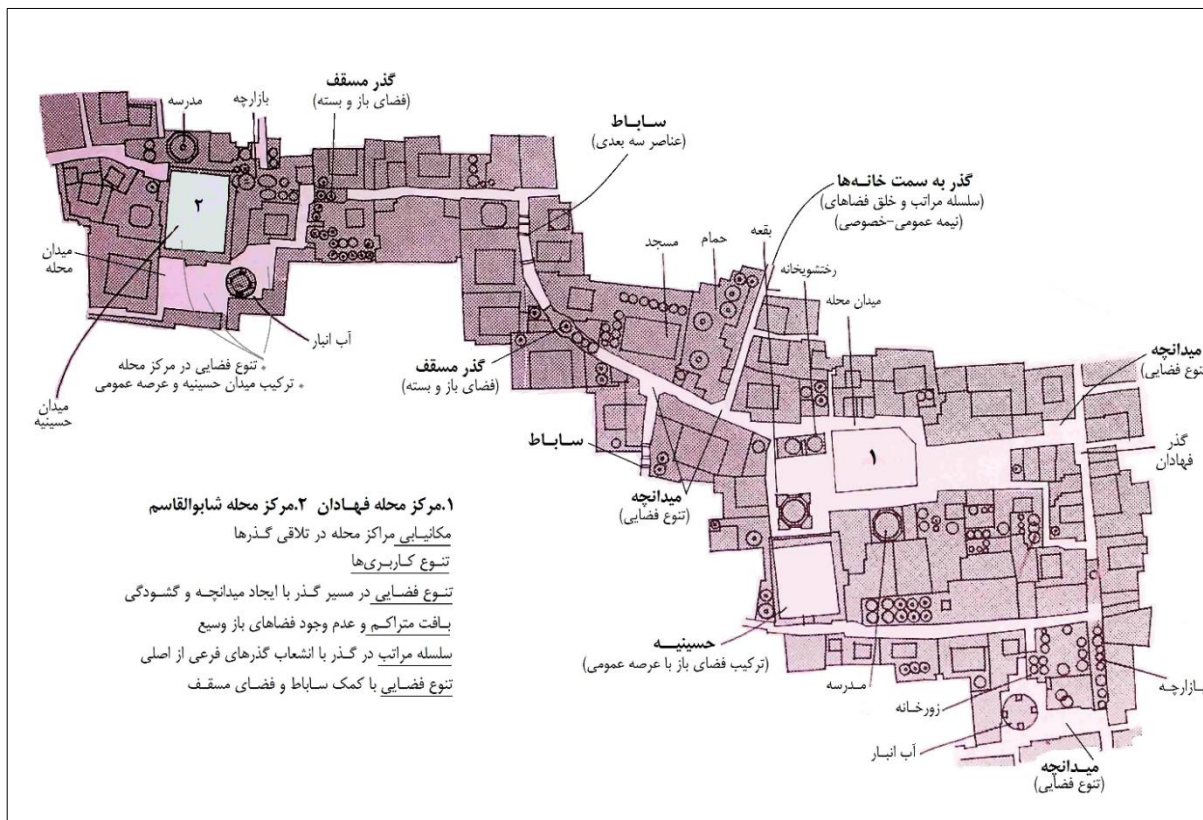 گذر مسقف
(فضای باز و بسته)
بازارچه
مدرسه
ساباط
(عناصر سه بعدی)
گذر به سمت خانه‌ها
(سلسله مراتب و خلق فضاهای
نیمه عمومی-خصوصی)
بقعه
حمام
مسجد
رختشویخانه
میدان محله
۲
میدان
محله
آب انبار
* تنوع فضایی در مرکز محله
* ترکیب میدان حسینیه و عرصه عمومی
میدان
حسینیه
گذر مسقف
(فضای باز و بسته)
میدانچه
(تنوع فضایی)
گذر
فهادان
۱
ساباط
میدانچه
(تنوع فضایی)
۱.مرکز محله فهادان ۲.مرکز محله شابوالقاسم
مکانیابی مراکز محله در تلاقی گذرها
تنوع کاربری‌ها
تنوع فضایی در مسیر گذر با ایجاد میدانچه و گشودگی
بافت متراکم و عدم وجود فضاهای باز وسیع
سلسله مراتب در گذر با انشعاب گذرهای فرعی از اصلی
تنوع فضایی با کمک ساباط و فضای مسقف
حسینیه
(ترکیب فضای باز با عرصه عمومی)
مدرسه
زورخانه
بازارچه
آب انبار
میدانچه
(تنوع فضایی)